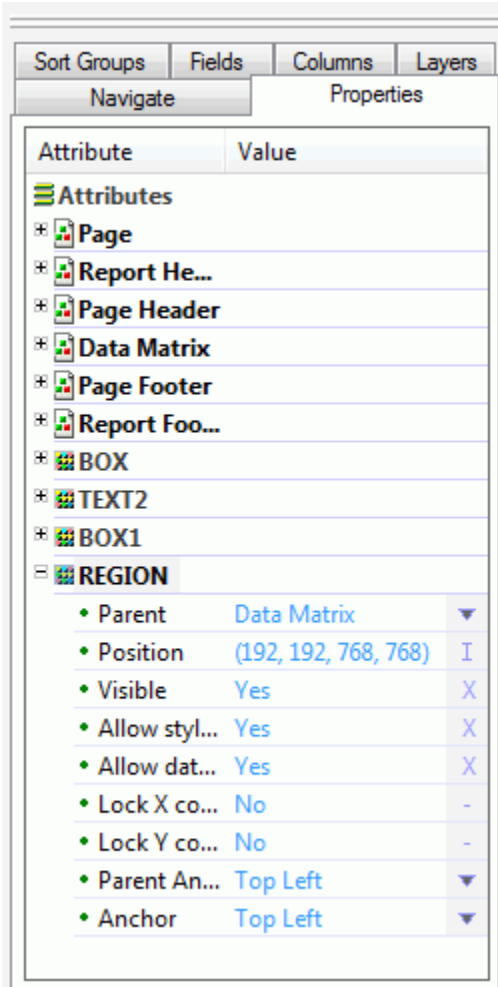 Sort Groups Fields Columns Layers
Navigate Properties
Attribute Value
Attributes
Page
Report He...
Page Header
Data Matrix
Page Footer
Report Foo...
BOX
TEXT2
BOX1
REGION
Parent Data Matrix
Position (192, 192, 768, 768) I
Visible Yes X
Allow styl... Yes X
Allow dat... Yes X
Lock X co... No -
Lock Y co... No -
Parent An... Top Left
Anchor Top Left